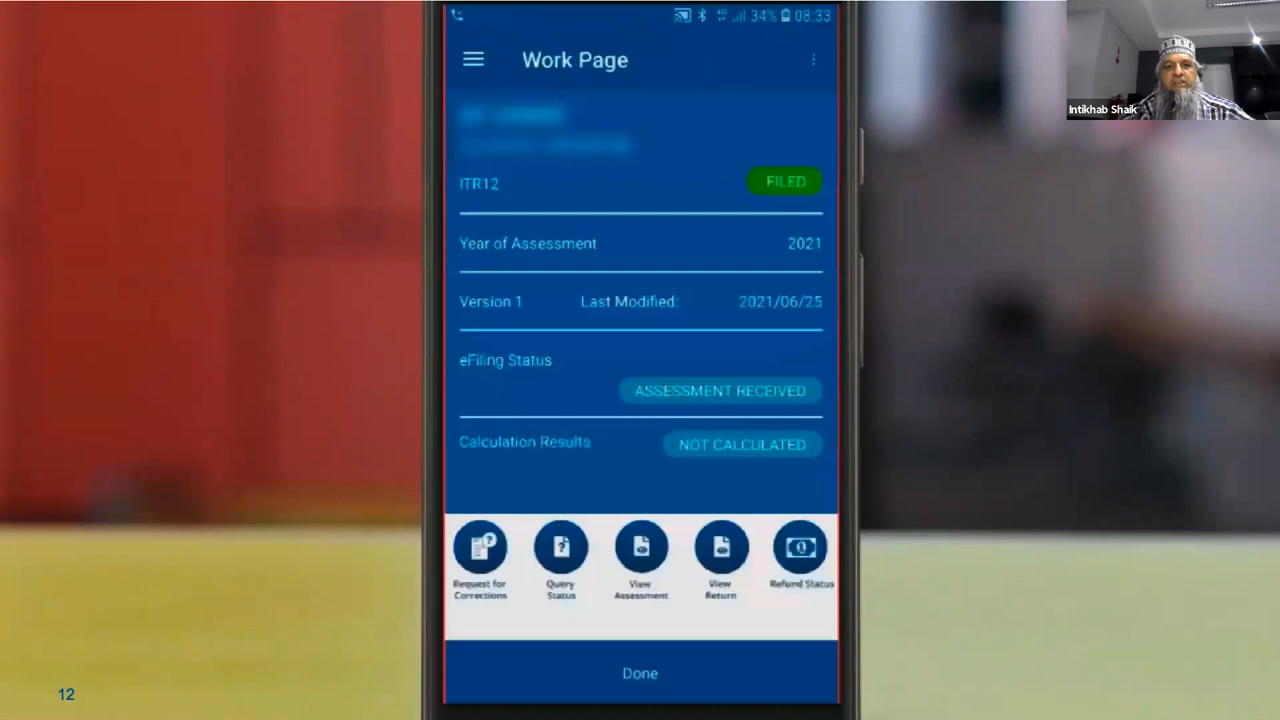 34% 08.33
Work Page
Intikhab Shaik
ITR12 FILED
Year of Assessment 2021
Version 1 Last Modified: 2021/06/25
eFiling Status
ASSESSMENT RECEIVED
Calculation Results NOT CALCULATED
Request for Corrections
Query Status
View Assessment
View Return
Refund Status
Done
12